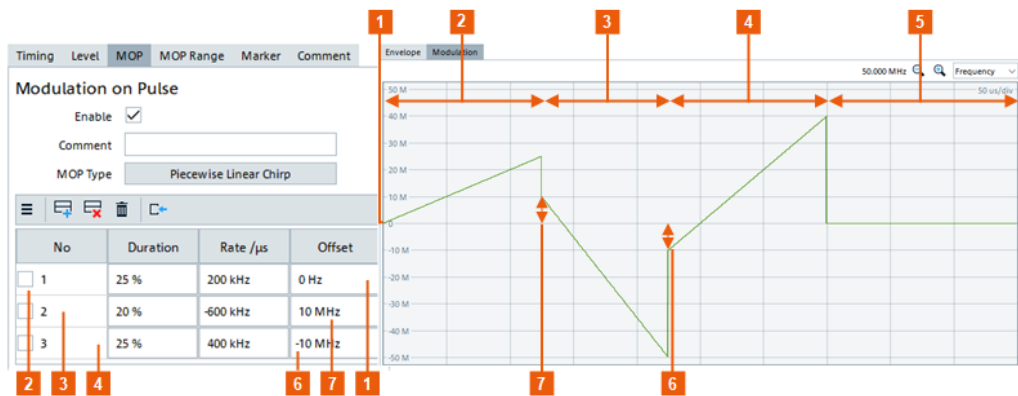 1 2 3 4 5
Timing Level MOP MOP Range Marker Comment
Envelope Modulation
Modulation on Pulse
50.000 MHz Frequency
50 us/div
Enable
Comment
MOP Type Piecewise Linear Chirp
No Duration Rate /µs Offset
1 25 % 200 kHz 0 Hz
2 20 % -600 kHz 10 MHz
3 25 % 400 kHz -10 MHz
2 3 4 6 7 1
50 M
40 M
30 M
20 M
10 M
0
-10 M
-20 M
-30 M
-40 M
-50 M
7 6